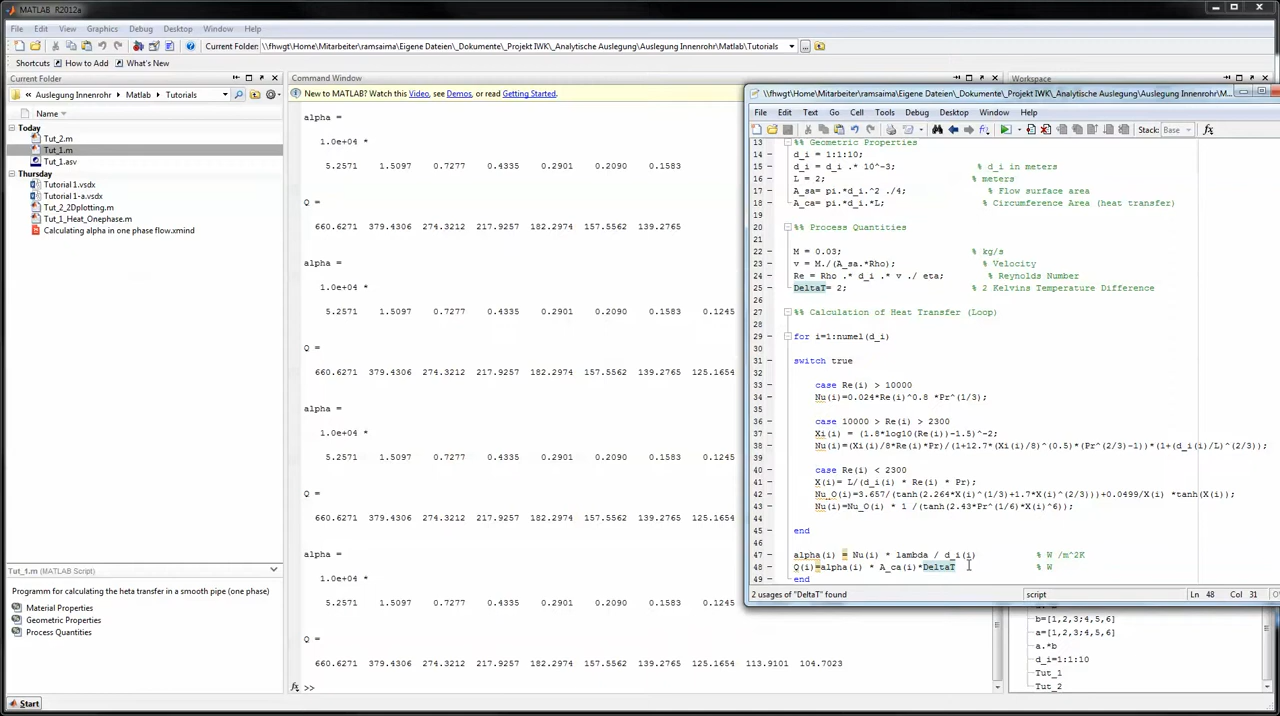 MATLAB R2012a
File Edit View Graphics Debug Desktop Window Help
Current Folder: \\fhwgt\Home\Mitarbeiter\ramsaima\Eigene Dateien\_Dokumente\_Projekt IWK\_Analytische Auslegung\Auslegung Innenrohr\Matlab\Tutorials
Shortcuts How to Add What's New
Current Folder
« Auslegung Innenrohr ▸ Matlab ▸ Tutorials
Name
Today
Tut_2.m
Tut_1.m
Tut_1.asv
Thursday
Tutorial 1.vsdx
Tutorial 1-a.vsdx
Tut_2_2Dplotting.m
Tut_1_Heat_Onephase.m
Calculating alpha in one phase flow.xmind
Tut_1.m (MATLAB Script)
Programm for calculating the heta transfer in a smooth pipe (one phase)
Material Properties
Geometric Properties
Process Quantities
Start
Command Window
New to MATLAB? Watch this Video, see Demos, or read Getting Started.
alpha =
1.0e+04 *
5.2571 1.5097 0.7277 0.4335 0.2901 0.2090 0.1583
Q =
660.6271 379.4306 274.3212 217.9257 182.2974 157.5562 139.2765
alpha =
1.0e+04 *
5.2571 1.5097 0.7277 0.4335 0.2901 0.2090 0.1583 0.1245
Q =
660.6271 379.4306 274.3212 217.9257 182.2974 157.5562 139.2765 125.1654
alpha =
1.0e+04 *
5.2571 1.5097 0.7277 0.4335 0.2901 0.2090 0.1583 0.1245
Q =
660.6271 379.4306 274.3212 217.9257 182.2974 157.5562 139.2765 125.1654
alpha =
1.0e+04 *
5.2571 1.5097 0.7277 0.4335 0.2901 0.2090 0.1583 0.1245
Q =
660.6271 379.4306 274.3212 217.9257 182.2974 157.5562 139.2765 125.1654 113.9101 104.7023
fx >>
Workspace
\\fhwgt\Home\Mitarbeiter\ramsaima\Eigene Dateien\_Dokumente\_Projekt IWK\_Analytische Auslegung\Auslegung Innenrohr\M...
File Edit Text Go Cell Tools Debug Desktop Window Help
Stack: Base fx
13 %% Geometric Properties
14 d_i = 1:1:10;
15 d_i = d_i .* 10^-3; % d_i in meters
16 L = 2; % meters
17 A_sa= pi.*d_i.^2 ./4; % Flow surface area
18 A_ca= pi.*d_i.*L; % Circumference Area (heat transfer)
19
20 %% Process Quantities
21
22 M = 0.03; % kg/s
23 v = M./(A_sa.*Rho); % Velocity
24 Re = Rho .* d_i .* v ./ eta; % Reynolds Number
25 DeltaT= 2; % 2 Kelvins Temperature Difference
26
27 %% Calculation of Heat Transfer (Loop)
28
29 for i=1:numel(d_i)
30
31 switch true
32
33 case Re(i) > 10000
34 Nu(i)=0.024*Re(i)^0.8 *Pr^(1/3);
35
36 case 10000 > Re(i) > 2300
37 Xi(i) = (1.8*log10(Re(i))-1.5)^-2;
38 Nu(i)=(Xi(i)/8*Re(i)*Pr)/(1+12.7*(Xi(i)/8)^(0.5)*(Pr^(2/3)-1))*(1+(d_i(i)/L)^(2/3));
39
40 case Re(i) < 2300
41 X(i)= L/(d_i(i) * Re(i) * Pr);
42 Nu_O(i)=3.657/(tanh(2.264*X(i)^(1/3)+1.7*X(i)^(2/3)))+0.0499/X(i) *tanh(X(i));
43 Nu(i)=Nu_O(i) * 1 /(tanh(2.43*Pr^(1/6)*X(i)^6));
44
45 end
46
47 alpha(i) = Nu(i) * lambda / d_i(i) % W /m^2K
48 Q(i)=alpha(i) * A_ca(i)*DeltaT % W
49 end
2 usages of "DeltaT" found script Ln 48 Col 31
b=[1,2,3;4,5,6]
a=[1,2,3;4,5,6]
a.*b
d_i=1:1:10
Tut_1
Tut_2